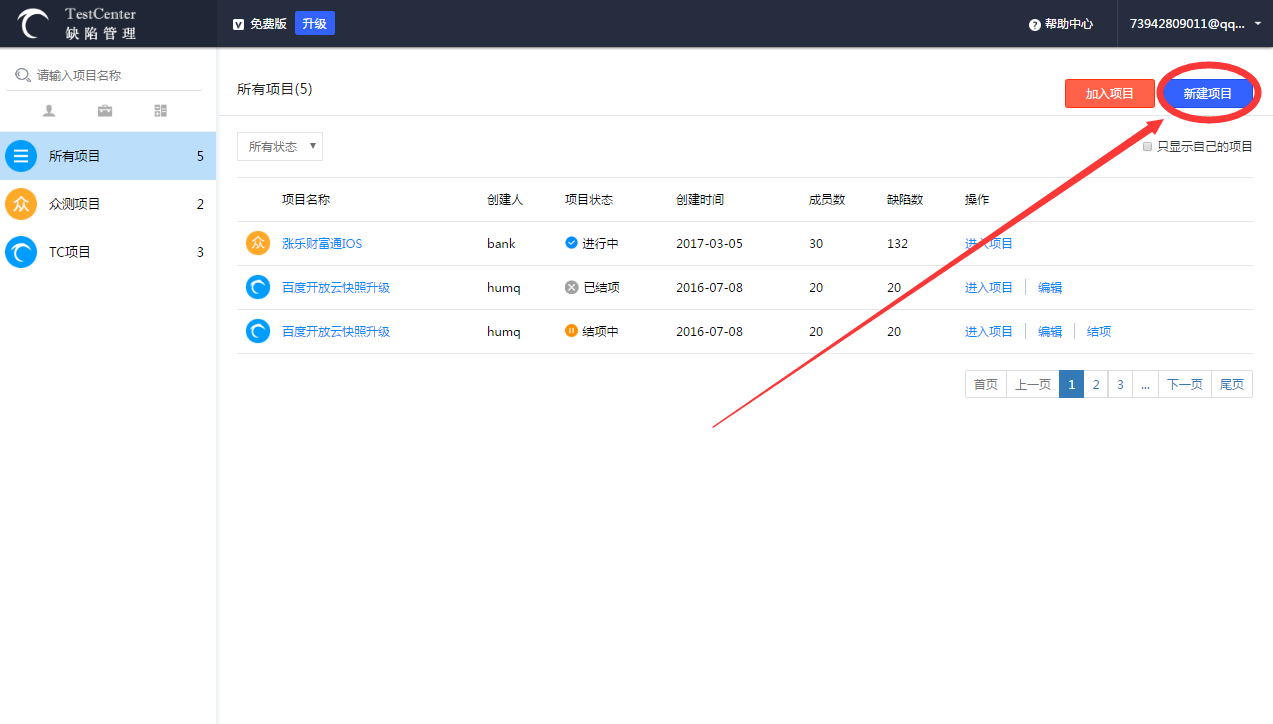 TestCenter
缺陷管理
免费版 升级
帮助中心
73942809011@qq...
请输入项目名称
所有项目 5
众 众测项目 2
TC项目 3
所有项目(5)
加入项目
新建项目
所有状态
只显示自己的项目
项目名称 创建人 项目状态 创建时间 成员数 缺陷数 操作
众 涨乐财富通IOS bank 进行中 2017-03-05 30 132 进入项目
百度开放云快照升级 humq 已结项 2016-07-08 20 20 进入项目 编辑
百度开放云快照升级 humq 结项中 2016-07-08 20 20 进入项目 编辑 结项
首页 上一页 1 2 3 ... 下一页 尾页